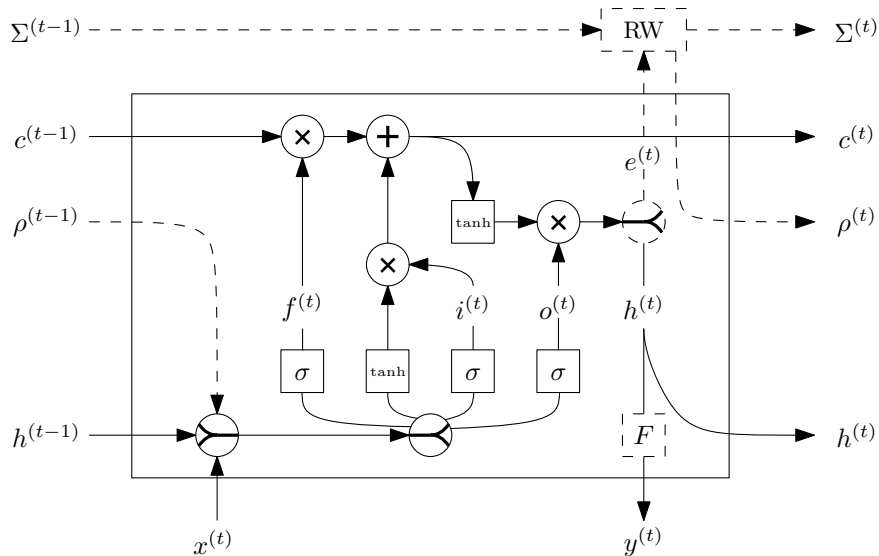 Σ^(t−1) RW Σ^(t)
c^(t−1) × + c^(t)
e^(t)
ρ^(t−1) tanh × ρ^(t)
×
f^(t) i^(t) o^(t) h^(t)
σ tanh σ σ
h^(t−1) F h^(t)
x^(t) y^(t)